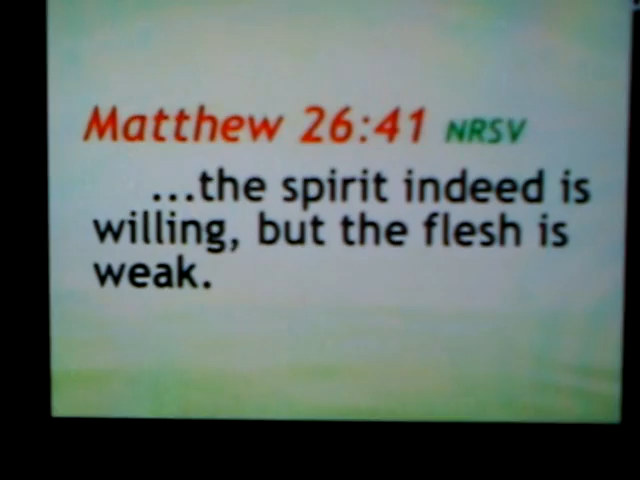 Matthew 26:41 NRSV
...the spirit indeed is
willing, but the flesh is
weak.